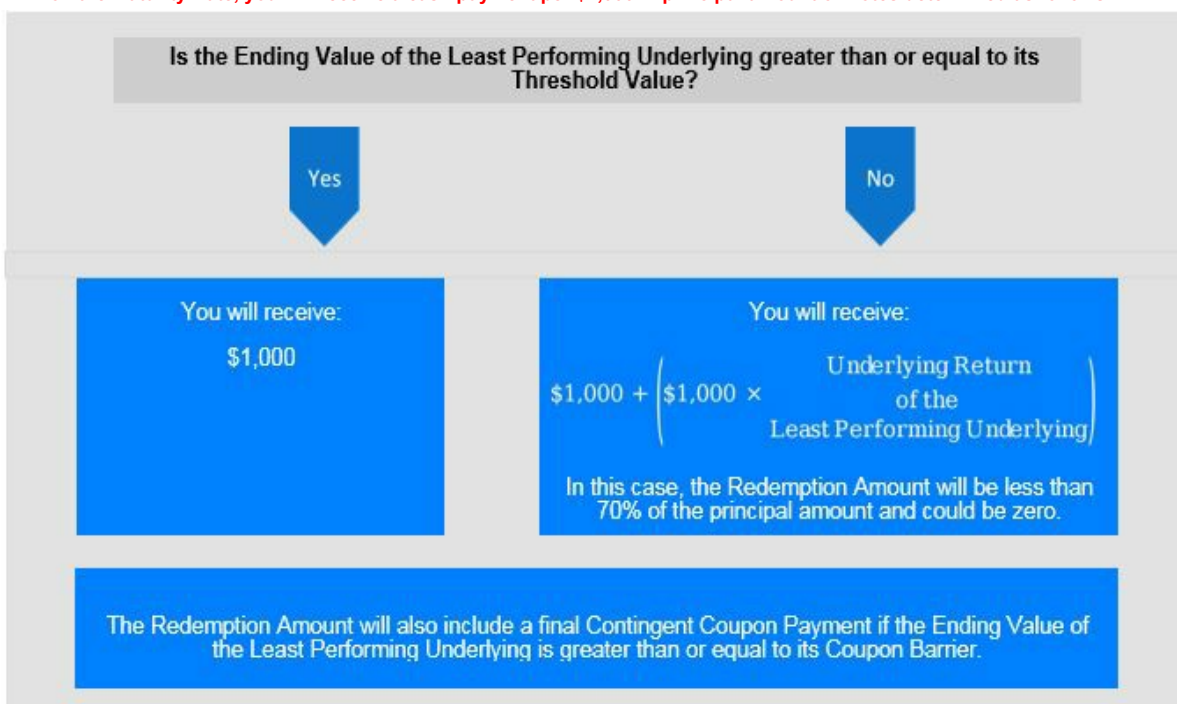 Is the Ending Value of the Least Performing Underlying greater than or equal to its
Threshold Value?
Yes
No
You will receive:
$1,000
You will receive:
$1,000 + ($1,000 × Underlying Return
of the
Least Performing Underlying)
In this case, the Redemption Amount will be less than
70% of the principal amount and could be zero.
The Redemption Amount will also include a final Contingent Coupon Payment if the Ending Value of
the Least Performing Underlying is greater than or equal to its Coupon Barrier.